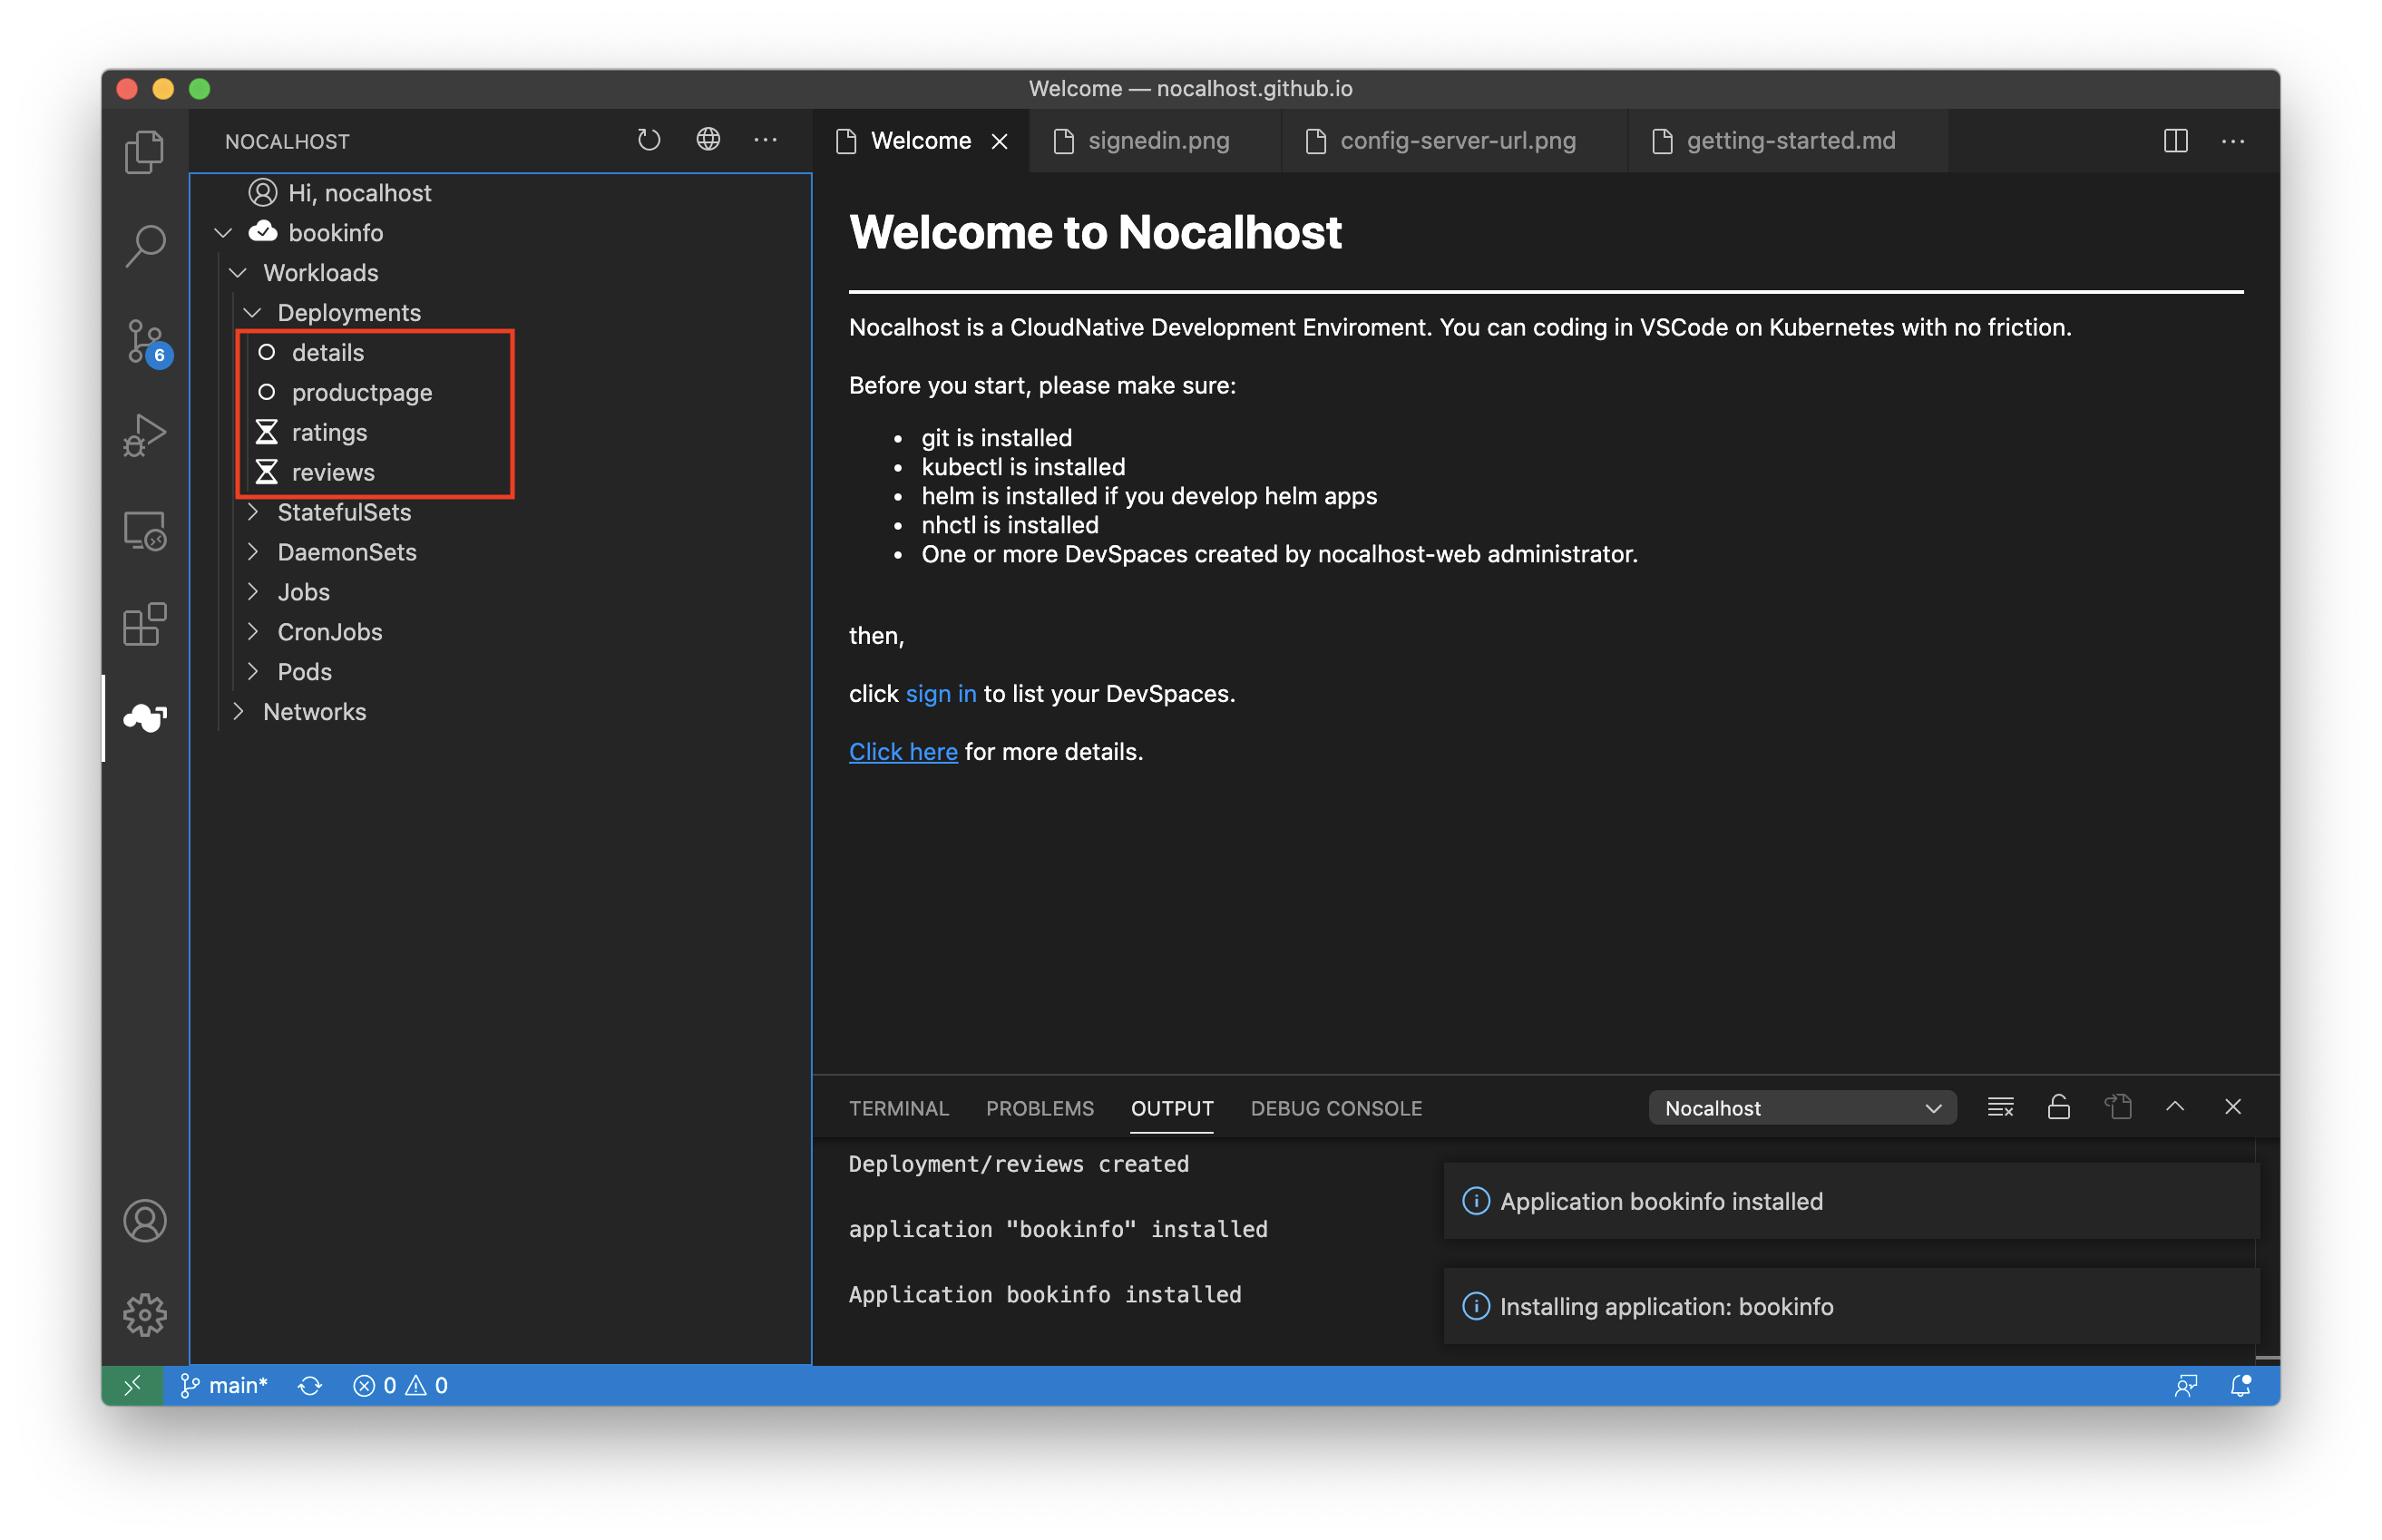 Welcome — nocalhost.github.io
NOCALHOST
Hi, nocalhost
bookinfo
Workloads
Deployments
details
productpage
ratings
reviews
StatefulSets
DaemonSets
Jobs
CronJobs
Pods
Networks
6
Welcome
signedin.png
config-server-url.png
getting-started.md
Welcome to Nocalhost
Nocalhost is a CloudNative Development Enviroment. You can coding in VSCode on Kubernetes with no friction.
Before you start, please make sure:
• git is installed
• kubectl is installed
• helm is installed if you develop helm apps
• nhctl is installed
• One or more DevSpaces created by nocalhost-web administrator.
then,
click sign in to list your DevSpaces.
Click here for more details.
TERMINAL PROBLEMS OUTPUT DEBUG CONSOLE
Nocalhost
Deployment/reviews created
application "bookinfo" installed
Application bookinfo installed
Application bookinfo installed
Installing application: bookinfo
main* 0 0